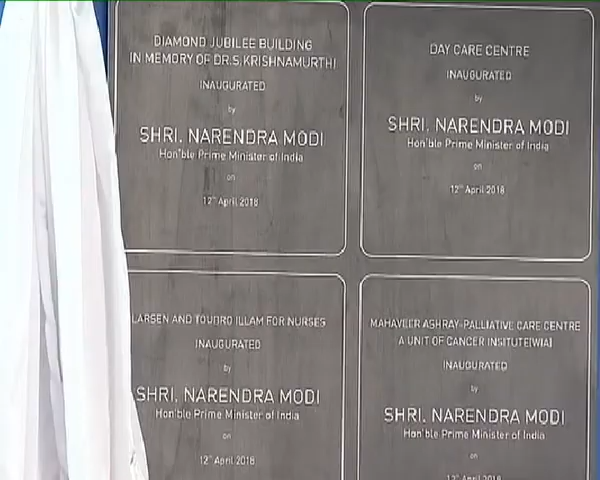 DIAMOND JUBILEE BUILDING
IN MEMORY OF DR.S.KRISHNAMURTHI
INAUGURATED
by
SHRI. NARENDRA MODI
Hon'ble Prime Minister of India
on
12th April 2018
DAY CARE CENTRE
INAUGURATED
by
SHRI. NARENDRA MODI
Hon'ble Prime Minister of India
on
12th April 2018
LARSEN AND TOUBRO ILLAM FOR NURSES
INAUGURATED
by
SHRI. NARENDRA MODI
Hon'ble Prime Minister of India
on
12th April 2018
MAHAVEER ASHRAY-PALLIATIVE CARE CENTRE
A UNIT OF CANCER INSITUTE(WIA)
INAUGURATED
by
SHRI. NARENDRA MODI
Hon'ble Prime Minister of India
on
12th April 2018